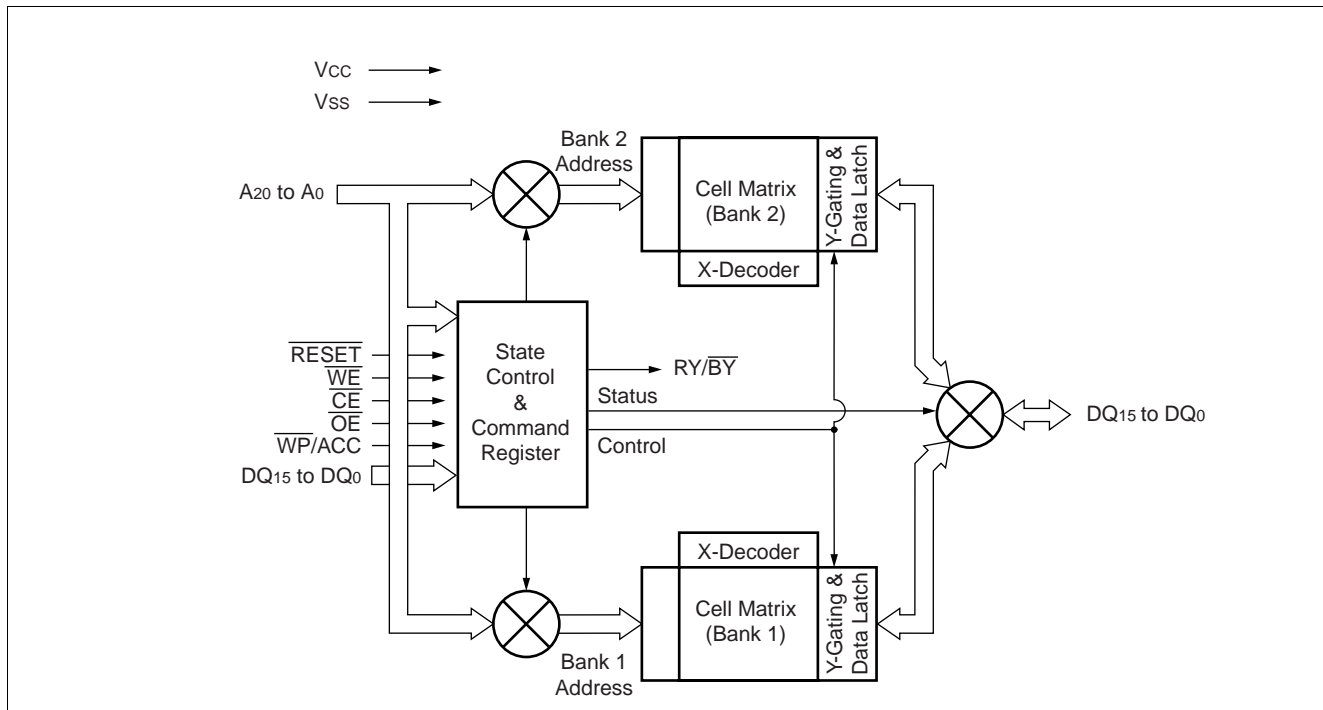 VCC
VSS
Bank 2
Address
A20 to A0
Cell Matrix
(Bank 2)
Y-Gating &
Data Latch
X-Decoder
RESET
WE
CE
OE
WP/ACC
DQ15 to DQ0
State
Control
&
Command
Register
RY/BY
Status
Control
DQ15 to DQ0
X-Decoder
Cell Matrix
(Bank 1)
Y-Gating &
Data Latch
Bank 1
Address